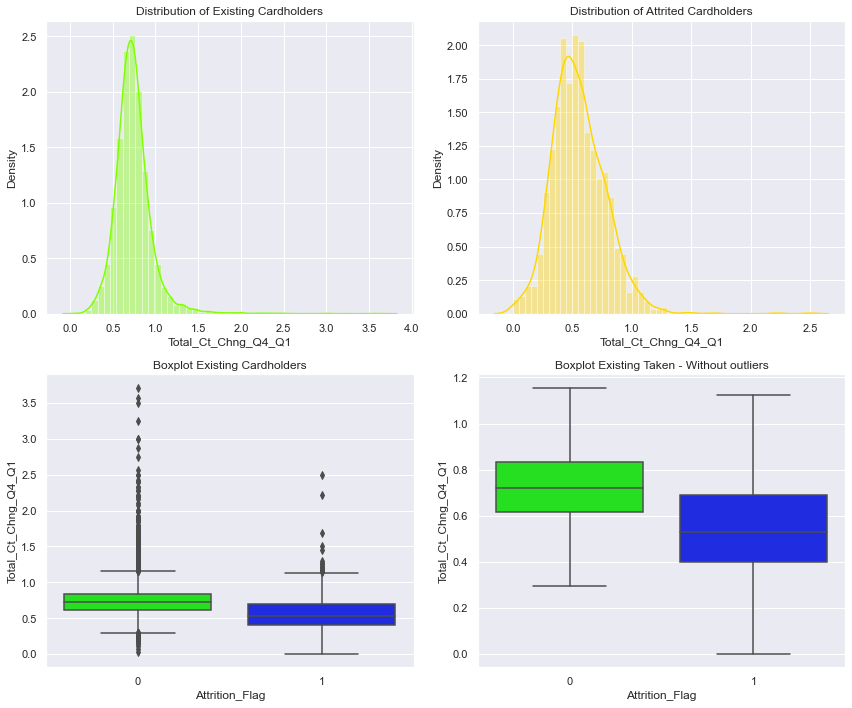 Distribution of Existing Cardholders
Density
2.5
2.0
1.5
1.0
0.5
0.0
0.0 0.5 1.0 1.5 2.0 2.5 3.0 3.5 4.0
Total_Ct_Chng_Q4_Q1
Distribution of Attrited Cardholders
Density
2.00
1.75
1.50
1.25
1.00
0.75
0.50
0.25
0.00
0.0 0.5 1.0 1.5 2.0 2.5
Total_Ct_Chng_Q4_Q1
Boxplot Existing Cardholders
Total_Ct_Chng_Q4_Q1
3.5
3.0
2.5
2.0
1.5
1.0
0.5
0.0
0 1
Attrition_Flag
Boxplot Existing Taken - Without outliers
Total_Ct_Chng_Q4_Q1
1.2
1.0
0.8
0.6
0.4
0.2
0.0
0 1
Attrition_Flag